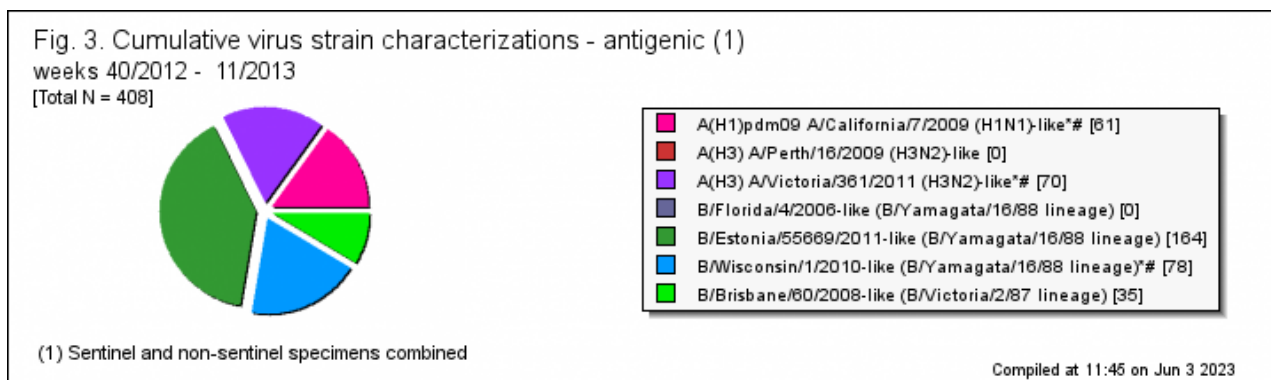 Fig. 3. Cumulative virus strain characterizations - antigenic (1)
weeks 40/2012 - 11/2013
[Total N = 408]
A(H1)pdm09 A/California/7/2009 (H1N1)-like*# [61]
A(H3) A/Perth/16/2009 (H3N2)-like [0]
A(H3) A/Victoria/361/2011 (H3N2)-like*# [70]
B/Florida/4/2006-like (B/Yamagata/16/88 lineage) [0]
B/Estonia/55669/2011-like (B/Yamagata/16/88 lineage) [164]
B/Wisconsin/1/2010-like (B/Yamagata/16/88 lineage)*# [78]
B/Brisbane/60/2008-like (B/Victoria/2/87 lineage) [35]
(1) Sentinel and non-sentinel specimens combined
Compiled at 11:45 on Jun 3 2023